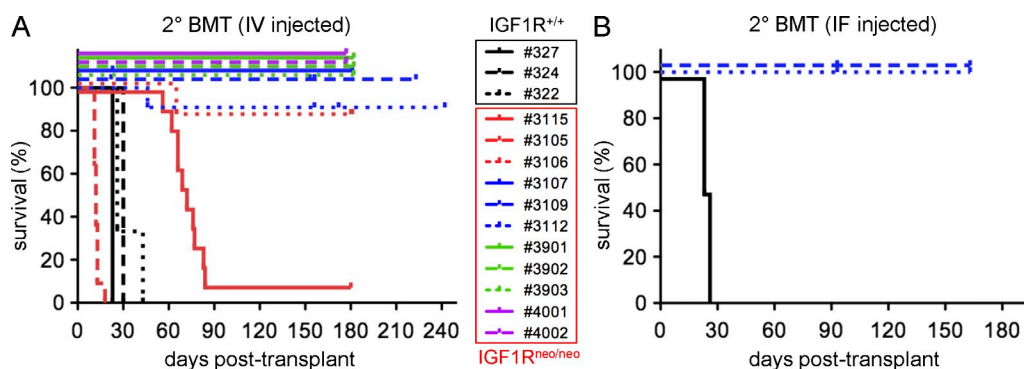 A
2° BMT (IV injected)
survival (%)
100
80
60
40
20
0
0 30 60 90 120 150 180 210 240
days post-transplant
IGF1R+/+
#327
#324
#322
#3115
#3105
#3106
#3107
#3109
#3112
#3901
#3902
#3903
#4001
#4002
IGF1Rneo/neo
B
2° BMT (IF injected)
survival (%)
100
80
60
40
20
0
0 30 60 90 120 150 180
days post-transplant